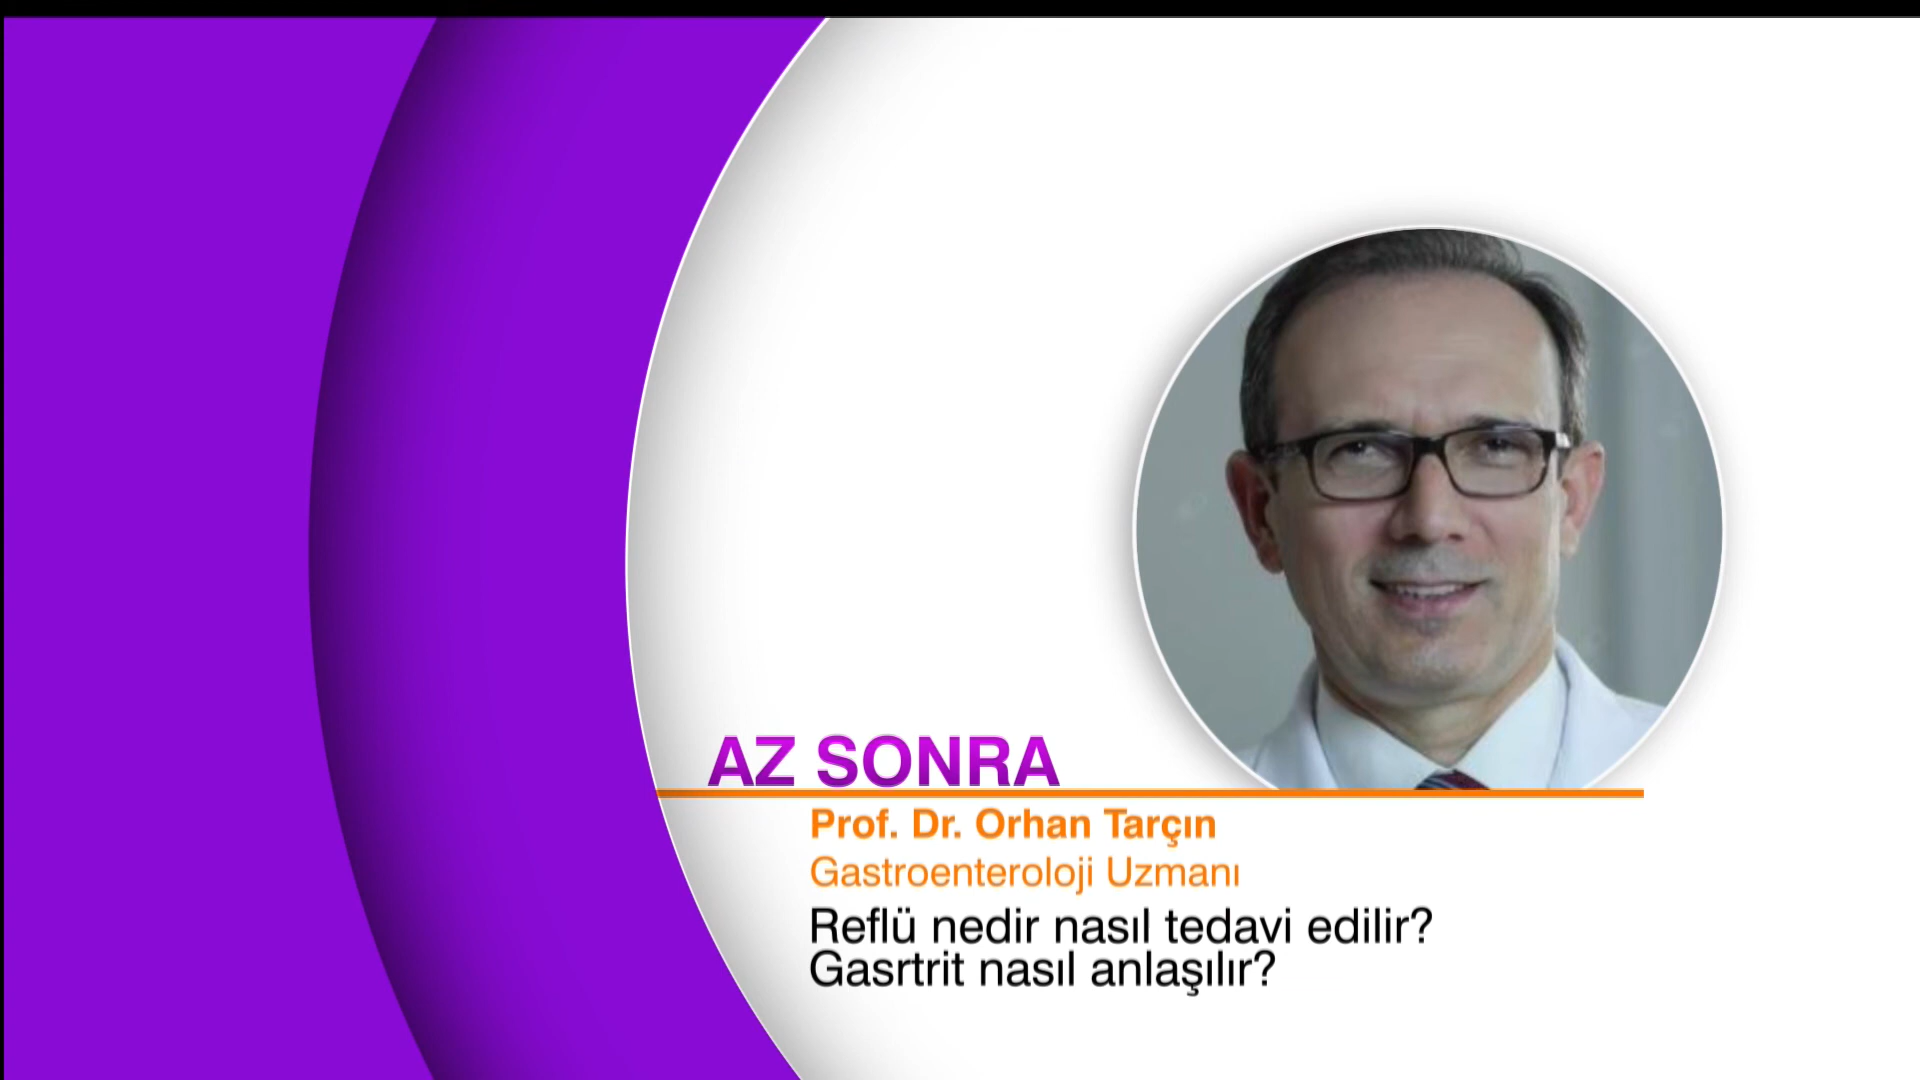 AZ SONRA
Prof. Dr. Orhan Tarçın
Gastroenteroloji Uzmanı
Reflü nedir nasıl tedavi edilir?
Gasrtrit nasıl anlaşılır?